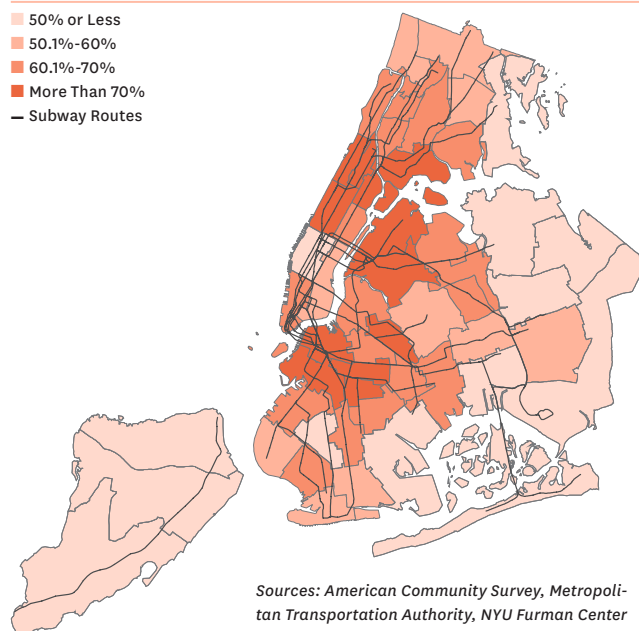 50% or Less
50.1%-60%
60.1%-70%
More Than 70%
Subway Routes
Sources: American Community Survey, Metropoli-
tan Transportation Authority, NYU Furman Center